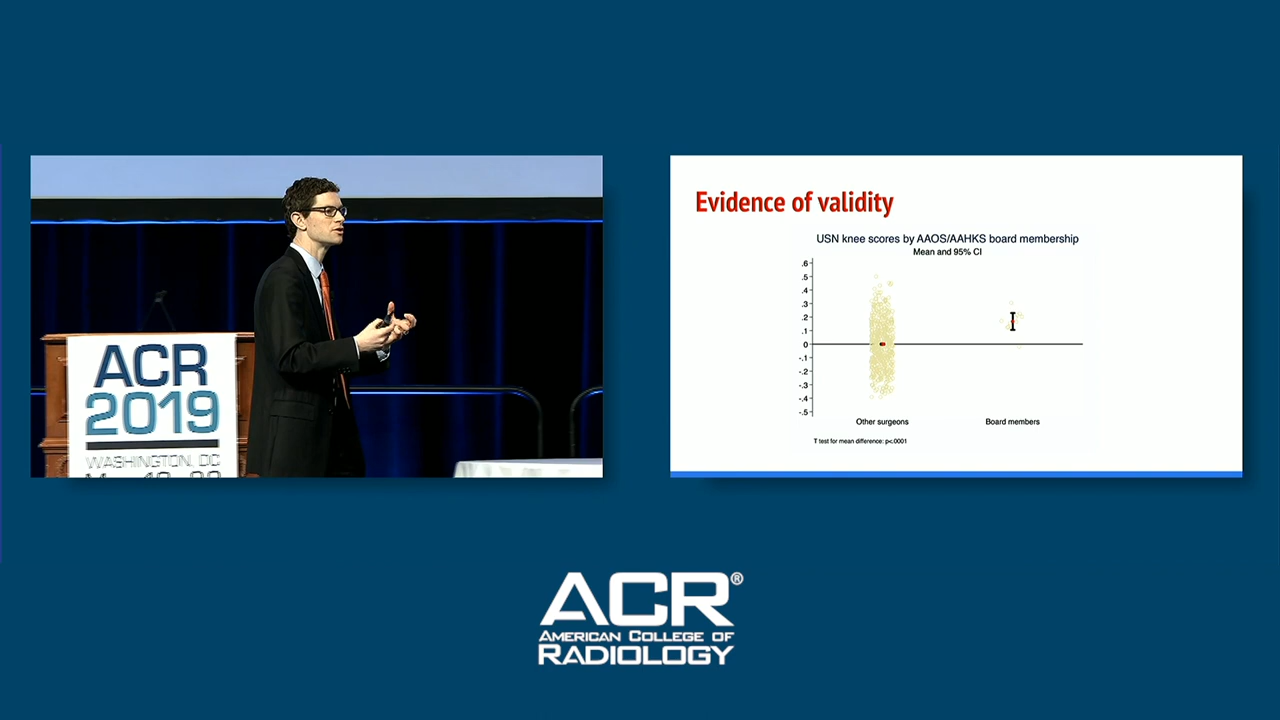 ACR
2019
WASHINGTON, DC
Evidence of validity
USN knee scores by AAOS/AAHKS board membership
Mean and 95% CI
.6
.5
.4
.3
.2
.1
0
-.1
-.2
-.3
-.4
-.5
Other surgeons
Board members
T test for mean difference: p<.0001
ACR®
AMERICAN COLLEGE OF
RADIOLOGY